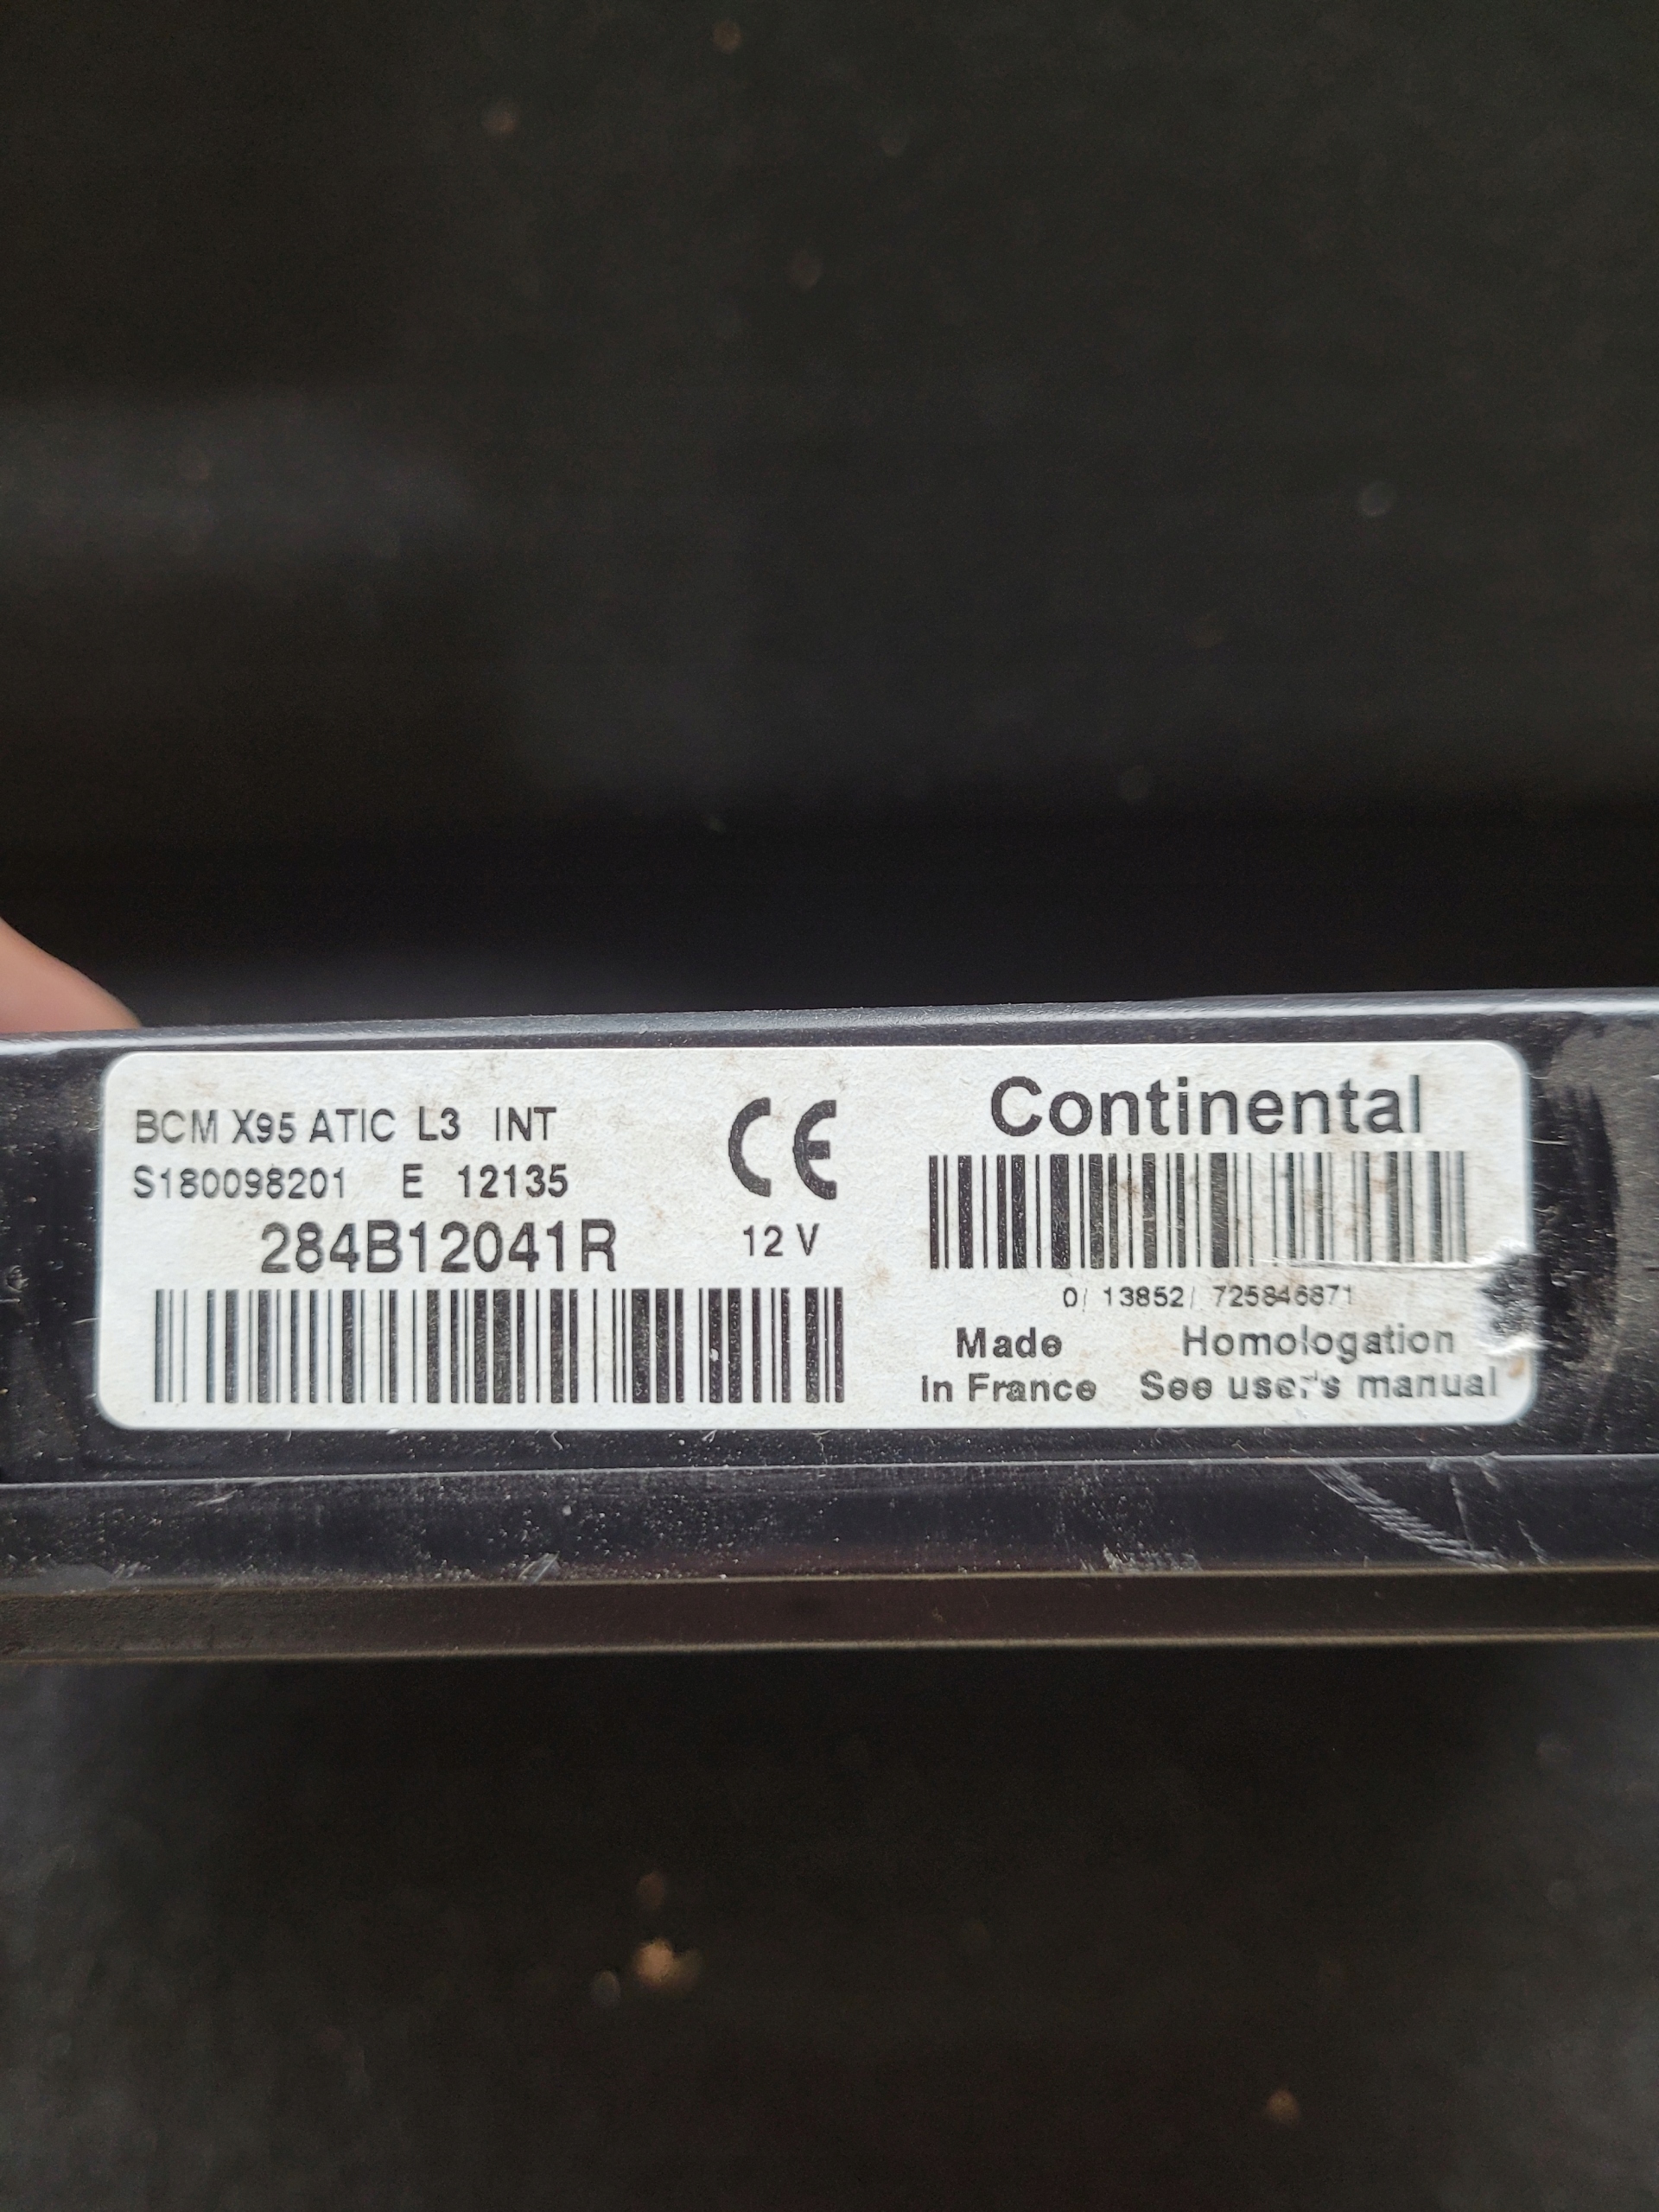 BCM X95 ATIC L3 INT
S180098201 E 12135
284B12041R
CE
12 V
Continental
0/ 13852/ 725846871
Made in France
Homologation See user's manual